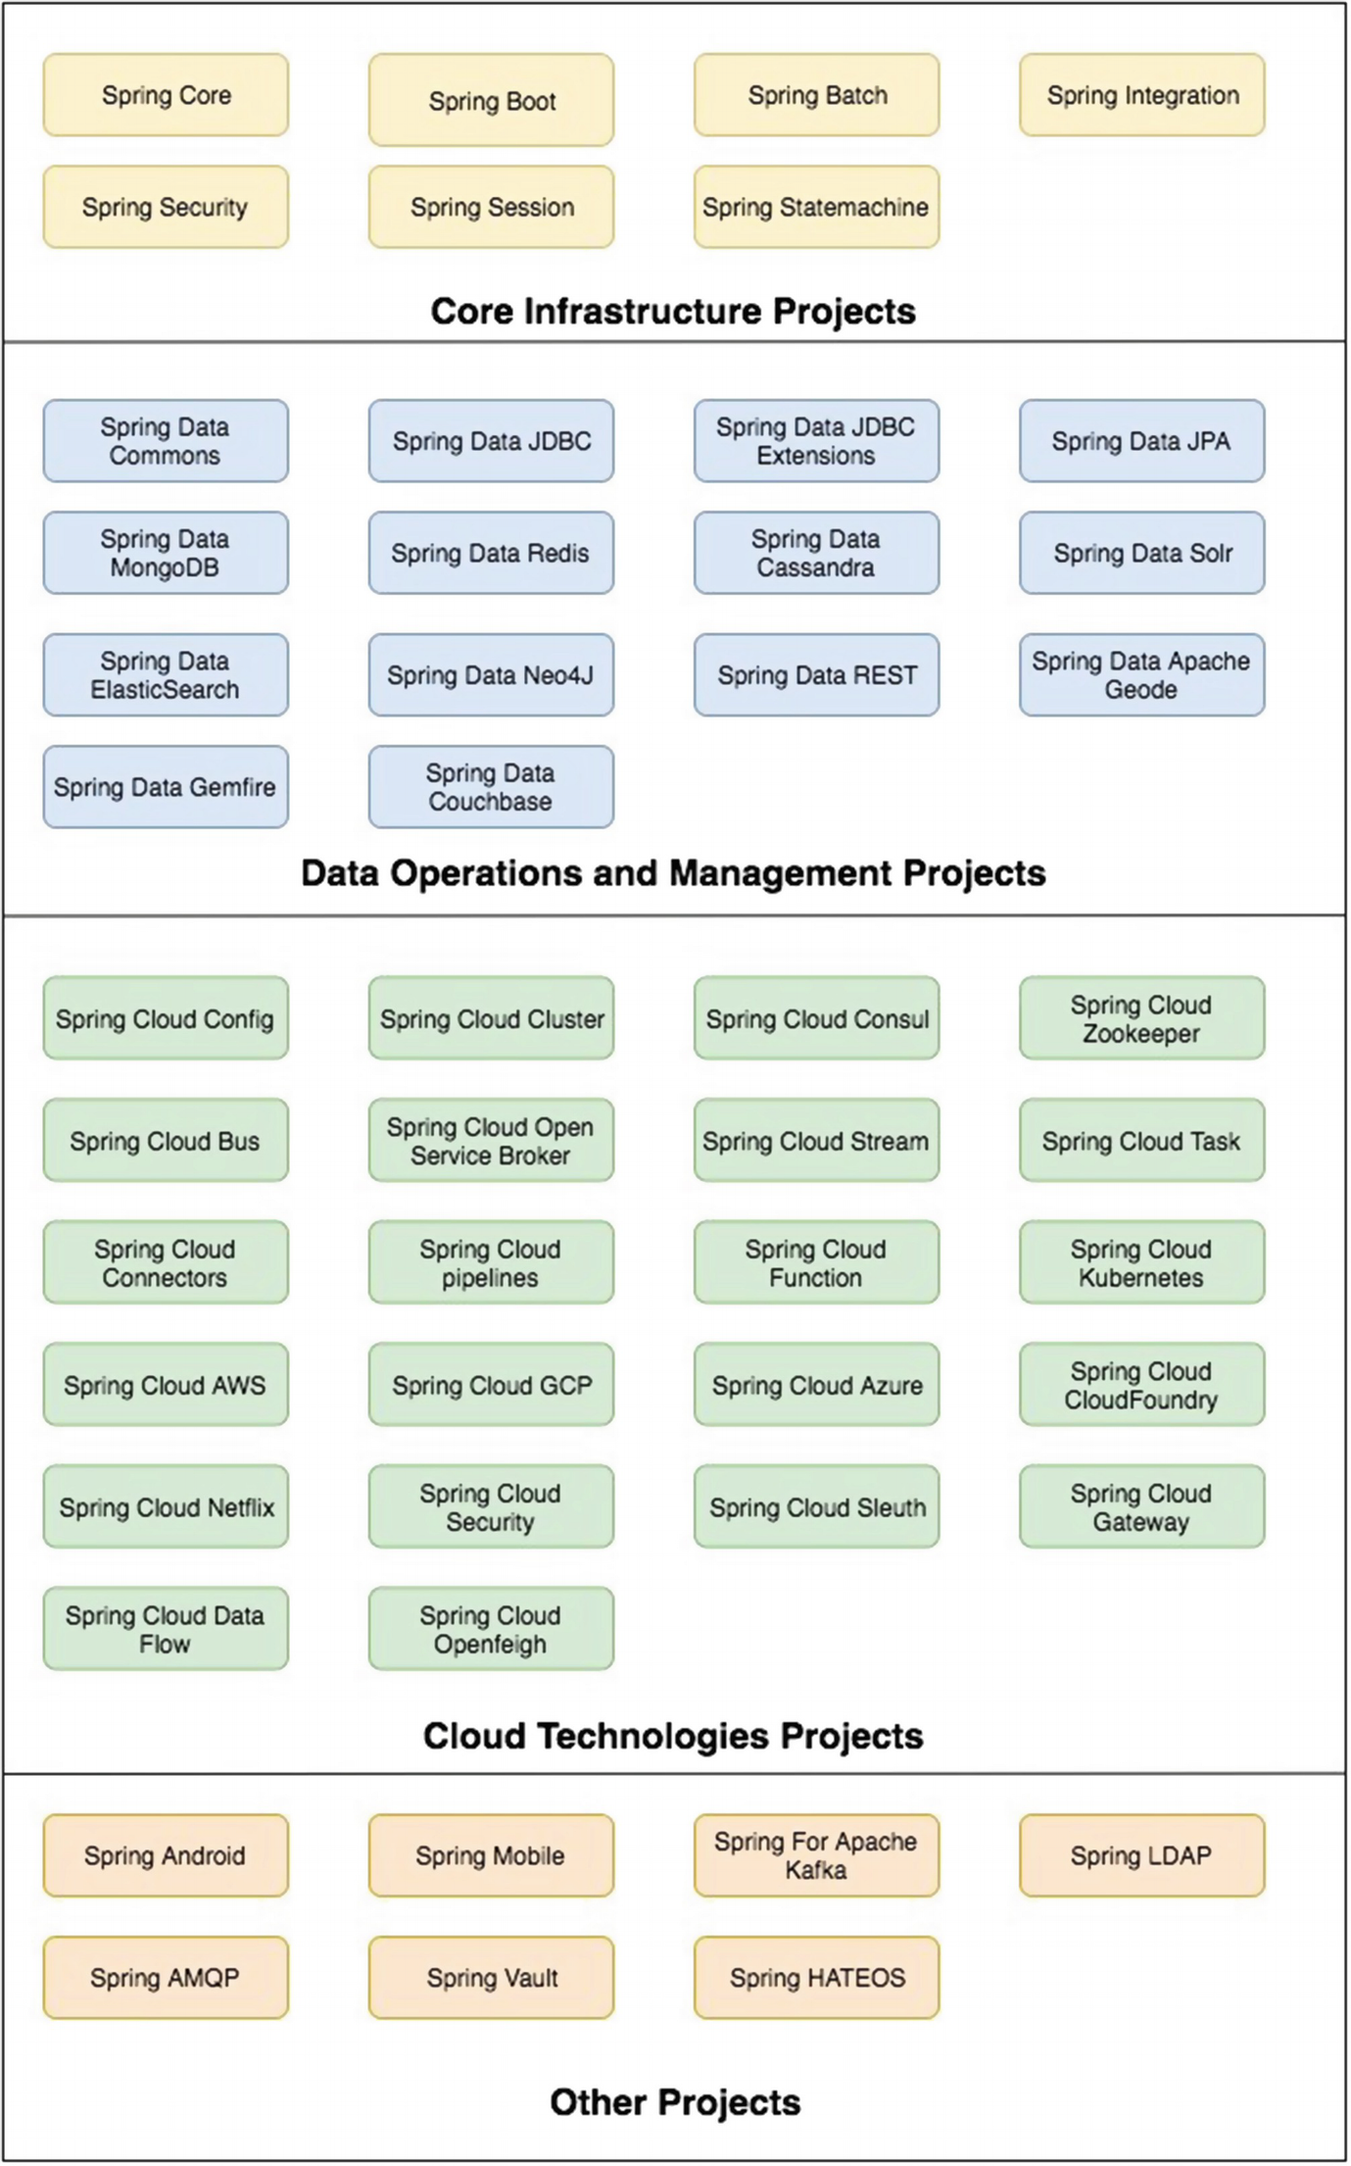 Spring Core
Spring Boot
Spring Batch
Spring Integration
Spring Security
Spring Session
Spring Statemachine
Core Infrastructure Projects
Spring Data
Commons
Spring Data JDBC
Spring Data JDBC
Extensions
Spring Data JPA
Spring Data
MongoDB
Spring Data Redis
Spring Data
Cassandra
Spring Data Solr
Spring Data
ElasticSearch
Spring Data Neo4J
Spring Data REST
Spring Data Apache
Geode
Spring Data Gemfire
Spring Data
Couchbase
Data Operations and Management Projects
Spring Cloud Config
Spring Cloud Cluster
Spring Cloud Consul
Spring Cloud
Zookeeper
Spring Cloud Bus
Spring Cloud Open
Service Broker
Spring Cloud Stream
Spring Cloud Task
Spring Cloud
Connectors
Spring Cloud
pipelines
Spring Cloud
Function
Spring Cloud
Kubernetes
Spring Cloud AWS
Spring Cloud GCP
Spring Cloud Azure
Spring Cloud
CloudFoundry
Spring Cloud Netflix
Spring Cloud
Security
Spring Cloud Sleuth
Spring Cloud
Gateway
Spring Cloud Data
Flow
Spring Cloud
Openfeigh
Cloud Technologies Projects
Spring Android
Spring Mobile
Spring For Apache
Kafka
Spring LDAP
Spring AMQP
Spring Vault
Spring HATEOS
Other Projects